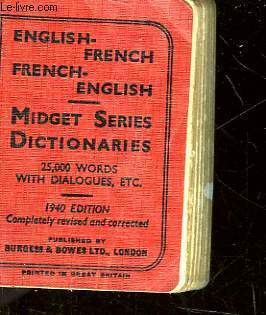 Le-livre.com
ENGLISH-
FRENCH
FRENCH-
ENGLISH
MIDGET SERIES
DICTIONARIES
25,000 WORDS
WITH DIALOGUES, ETC.
1940 EDITION
Completely revised and corrected
PUBLISHED BY
BURGESS & BOWES LTD., LONDON
PRINTED IN GREAT BRITAIN